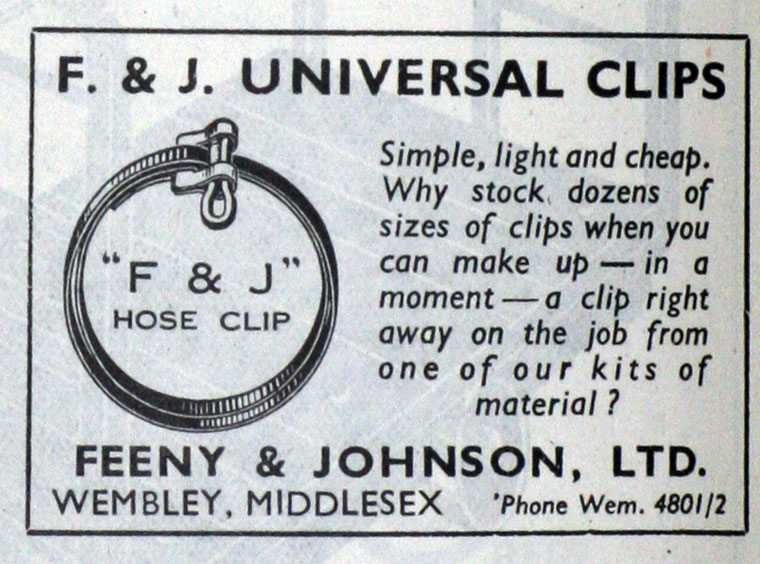 F. & J. UNIVERSAL CLIPS
"F & J"
HOSE CLIP
Simple, light and cheap.
Why stock dozens of
sizes of clips when you
can make up — in a
moment — a clip right
away on the job from
one of our kits of
material ?
FEENY & JOHNSON, LTD.
WEMBLEY, MIDDLESEX 'Phone Wem. 4801/2